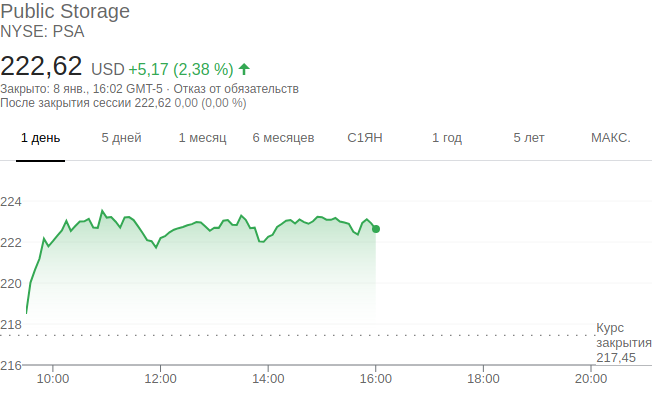 Public Storage
NYSE: PSA
222,62 USD +5,17 (2,38 %)
Закрыто: 8 янв., 16:02 GMT-5 · Отказ от обязательств
После закрытия сессии 222,62 0,00 (0,00 %)
1 день 5 дней 1 месяц 6 месяцев С1ЯН 1 год 5 лет МАКС.
224
222
220
218
Курс
закрытия
217,45
216
10:00 12:00 14:00 16:00 18:00 20:00